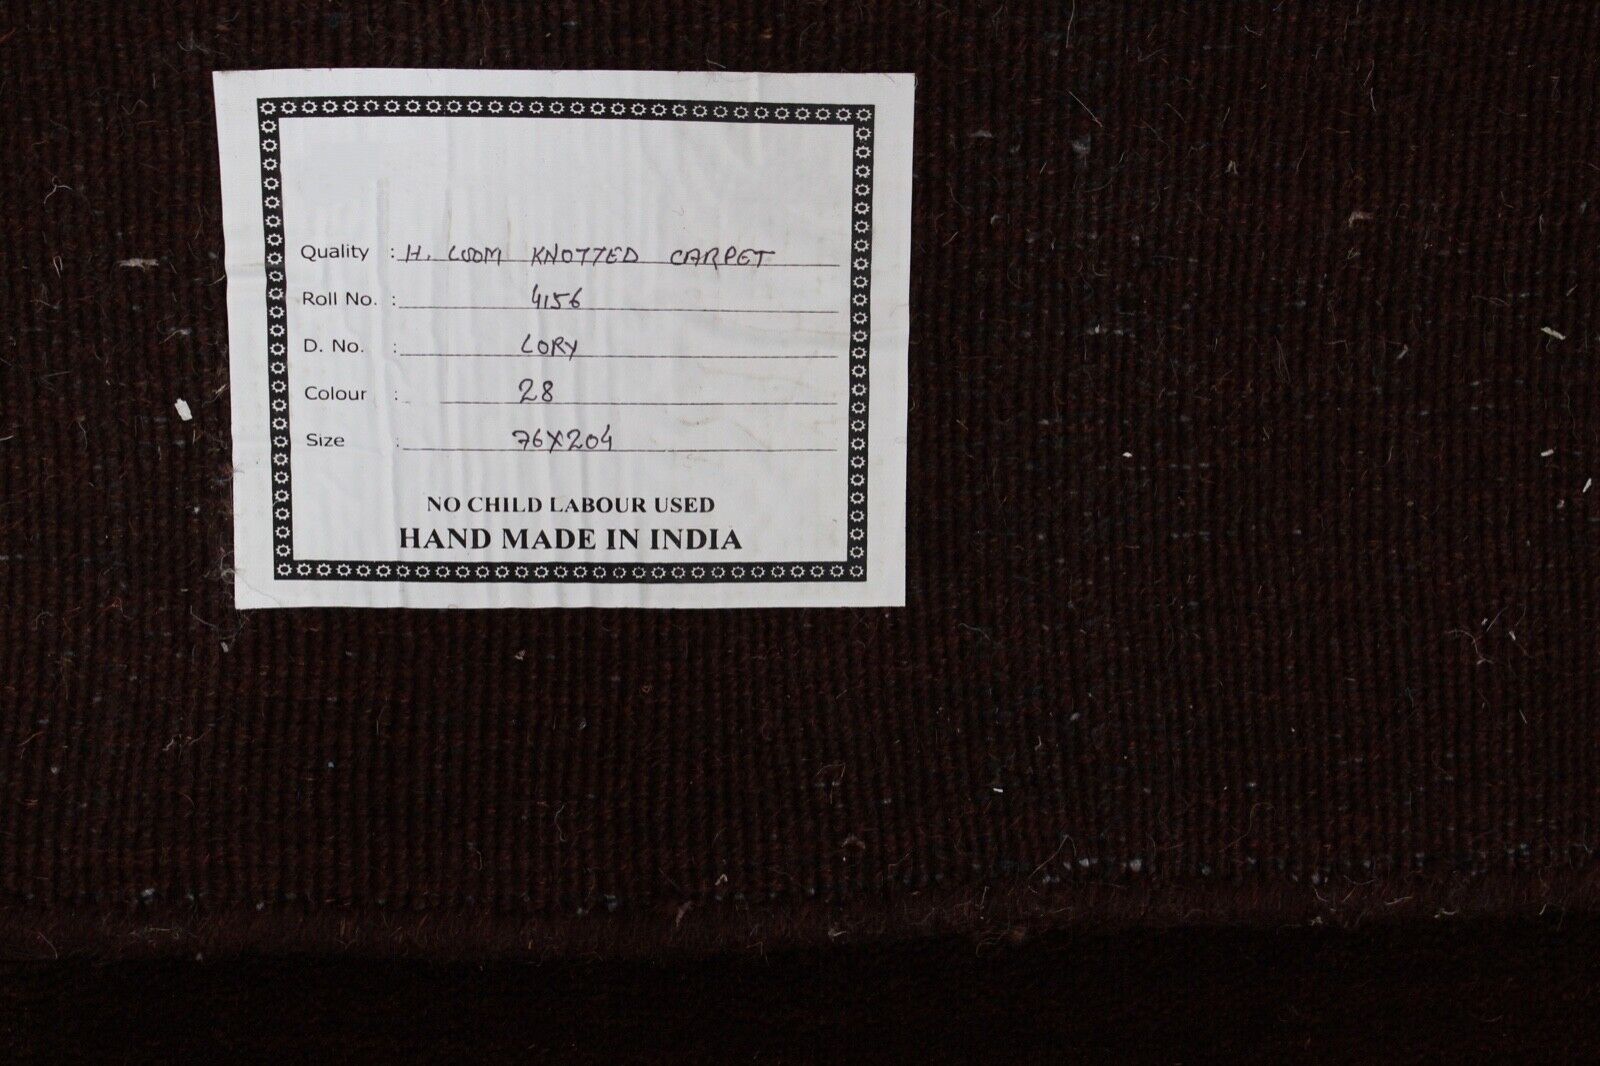 Quality : H. LOOM KNOTTED CARPET
Roll No. : 4156
D. No. : LORY
Colour : 28
Size : 76X204
NO CHILD LABOUR USED
HAND MADE IN INDIA